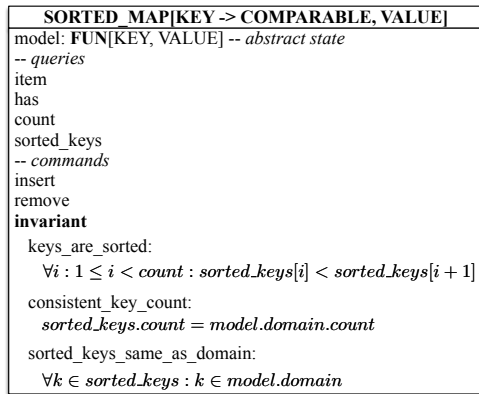 SORTED_MAP[KEY -> COMPARABLE, VALUE]
model: FUN[KEY, VALUE] -- abstract state
-- queries
item
has
count
sorted_keys
-- commands
insert
remove
invariant
keys_are_sorted:
∀i : 1 ≤ i < count : sorted_keys[i] < sorted_keys[i + 1]
consistent_key_count:
sorted_keys.count = model.domain.count
sorted_keys_same_as_domain:
∀k ∈ sorted_keys : k ∈ model.domain